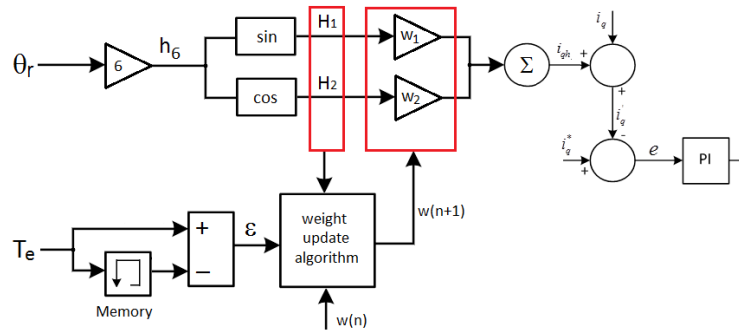 θr
6
h6
sin
cos
H1
H2
w1
w2
Σ
iqh
+
iq
+
iq'
-
iq*
+
e
PI
Te
Memory
+
−
ε
weight
update
algorithm
w(n+1)
w(n)